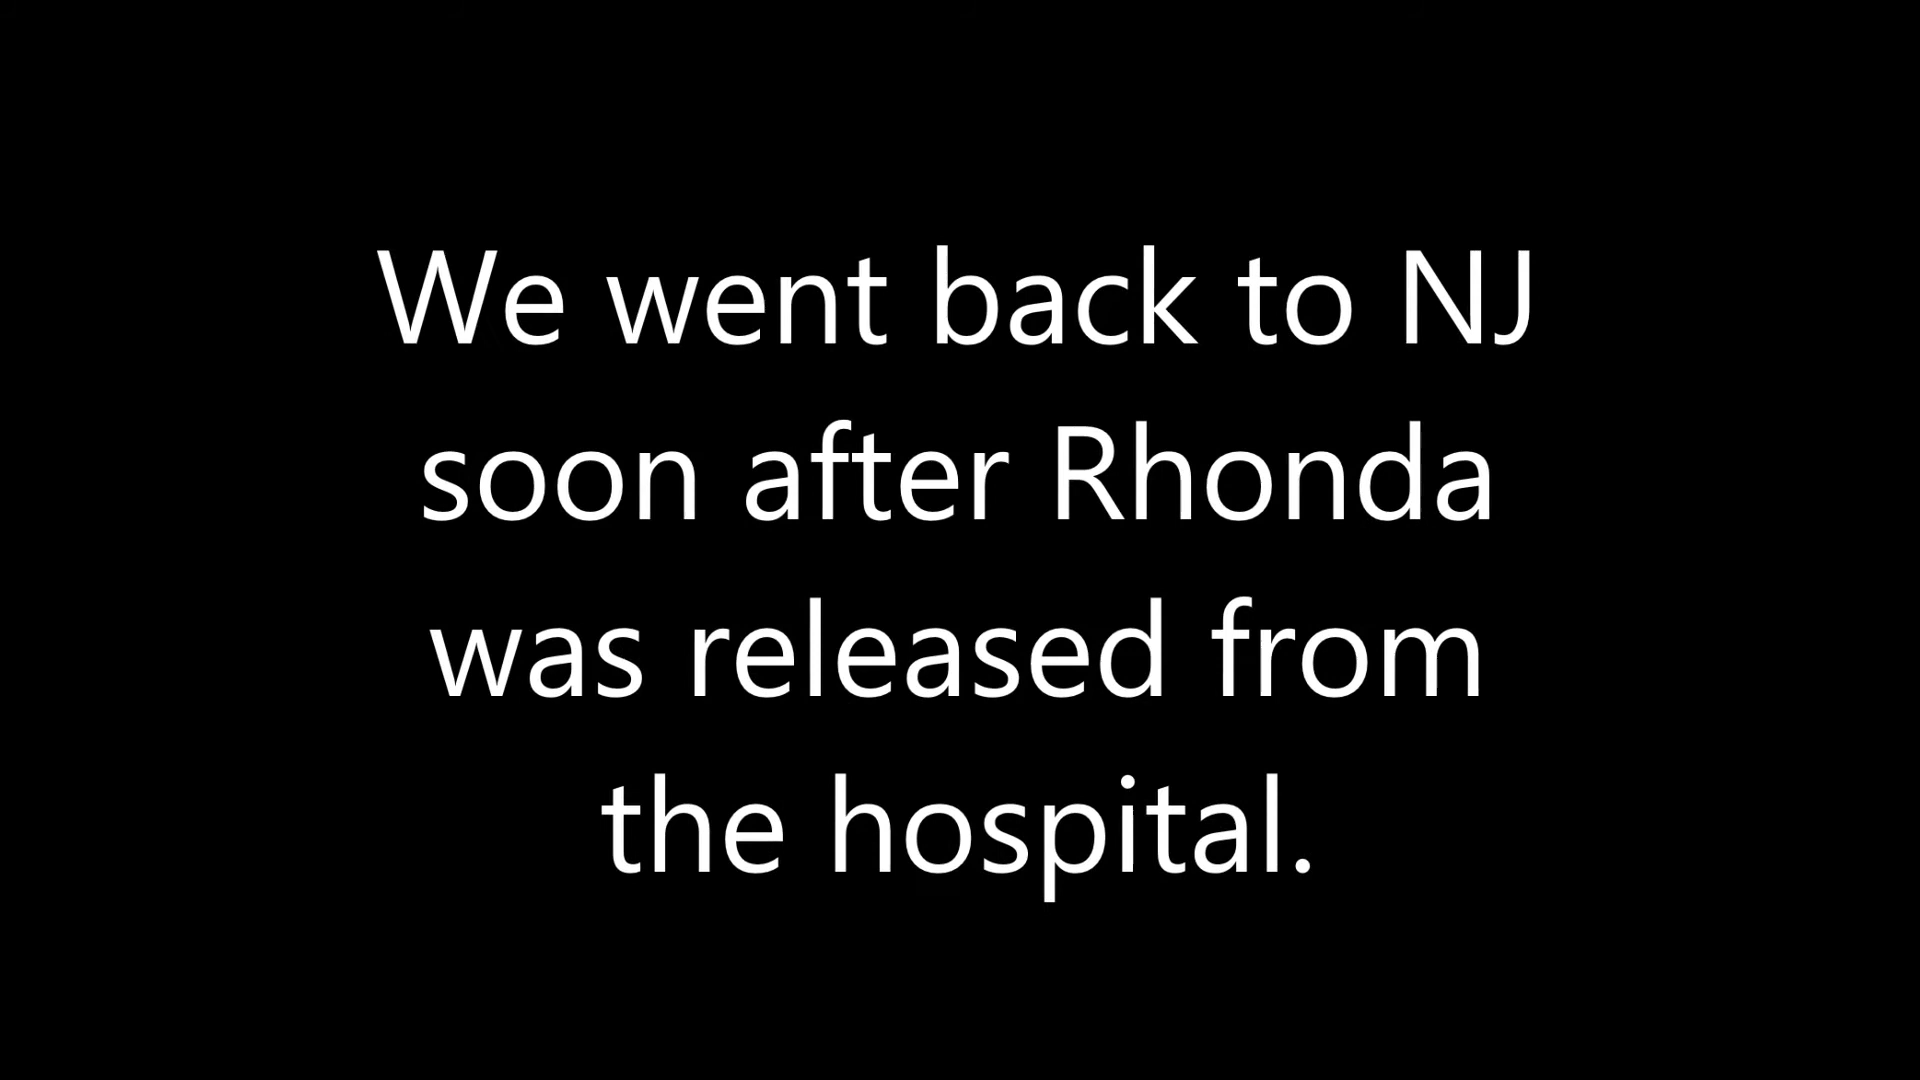 We went back to NJ
soon after Rhonda
was released from
the hospital.